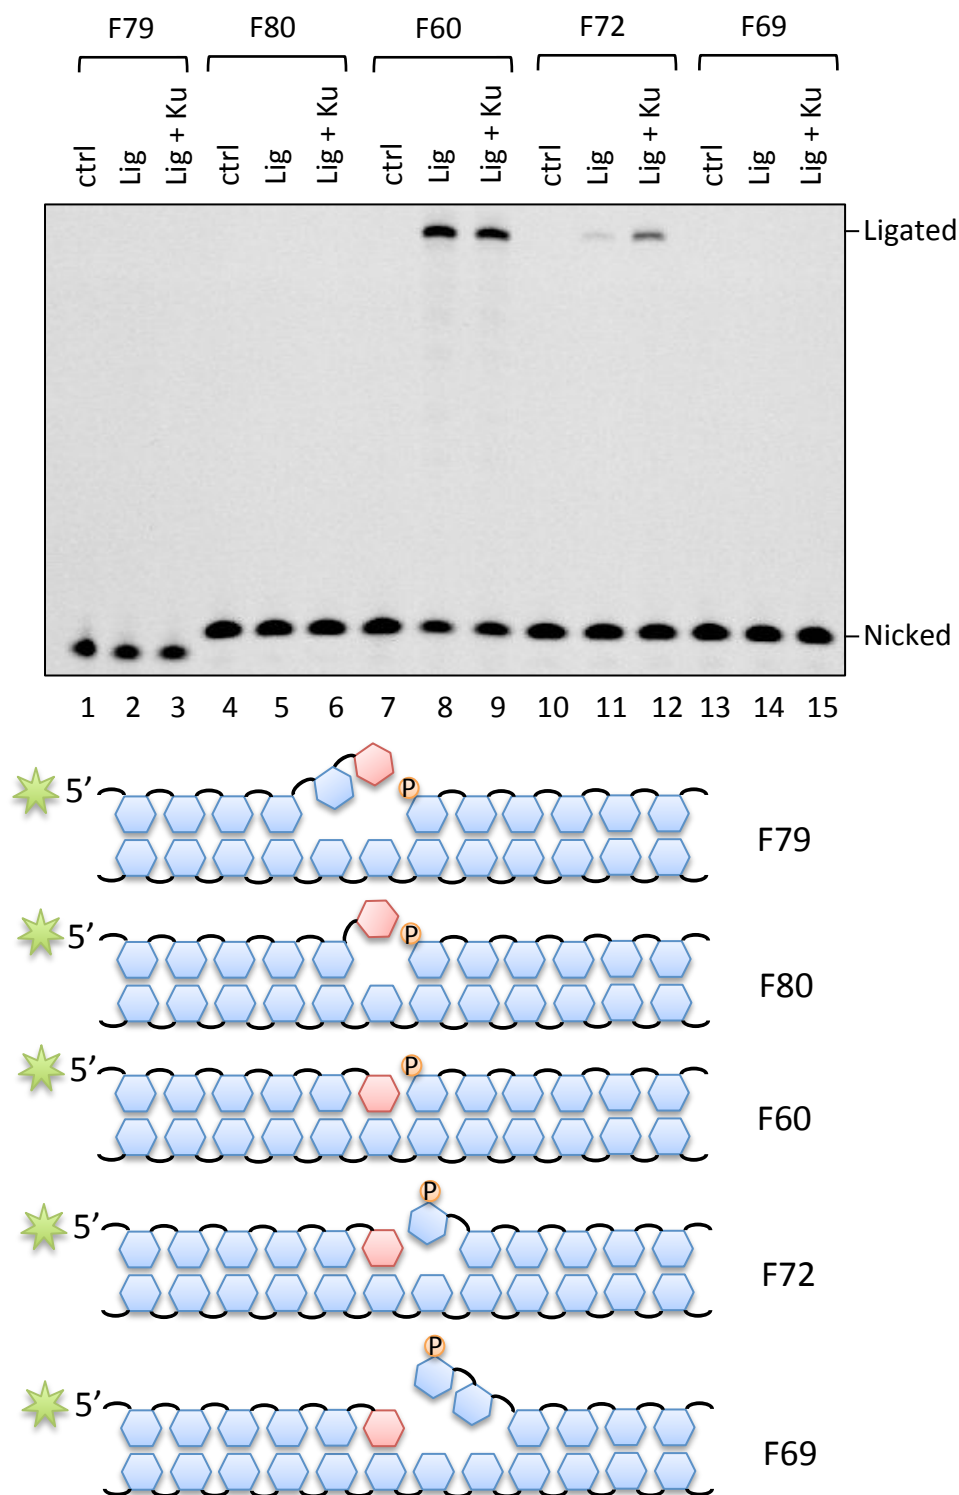 F79 F80 F60 F72 F69
ctrl Lig Lig + Ku ctrl Lig Lig + Ku ctrl Lig Lig + Ku ctrl Lig Lig + Ku ctrl Lig Lig + Ku
Ligated
Nicked
1 2 3 4 5 6 7 8 9 10 11 12 13 14 15
5’ P
F79
5’ P
F80
5’ P
F60
P
5’
F72
P
5’
F69